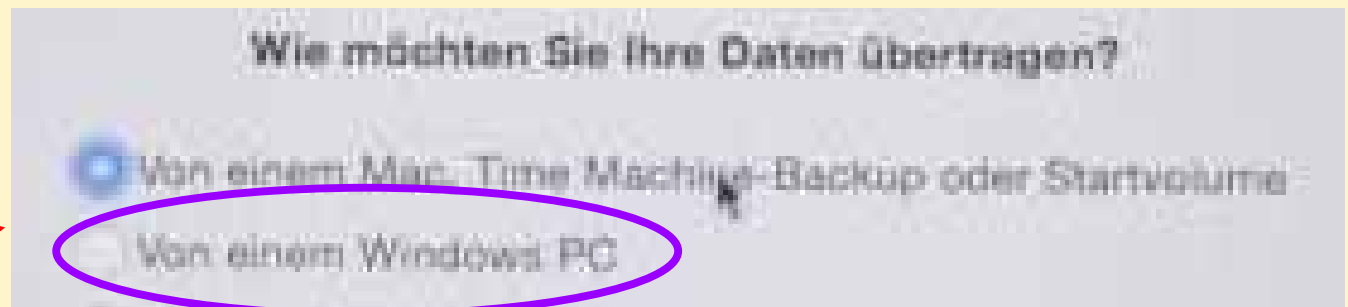 Wie möchten Sie Ihre Daten übertragen?
Von einem Mac, Time Machine-Backup oder Startvolume
Von einem Windows PC